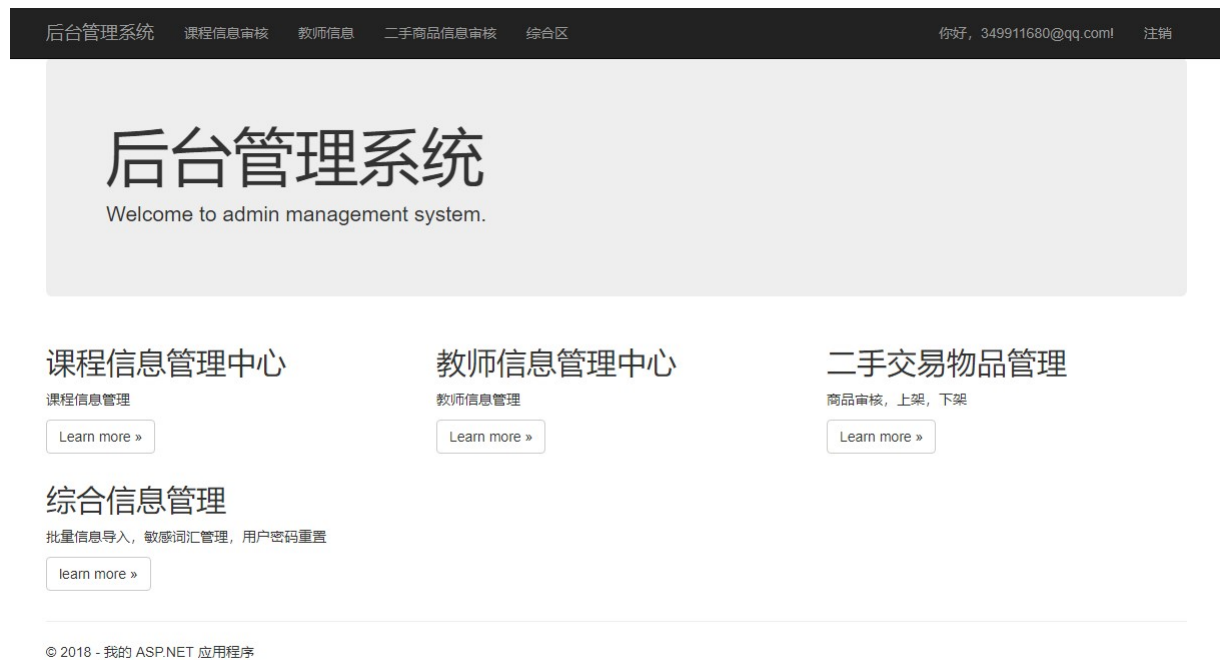 后台管理系统 课程信息审核 教师信息 二手商品信息审核 综合区 你好，349911680@qq.com! 注销
后台管理系统
Welcome to admin management system.
课程信息管理中心 教师信息管理中心 二手交易物品管理
课程信息管理 教师信息管理 商品审核，上架，下架
Learn more » Learn more » Learn more »
综合信息管理
批量信息导入，敏感词汇管理，用户密码重置
learn more »
© 2018 - 我的 ASP.NET 应用程序